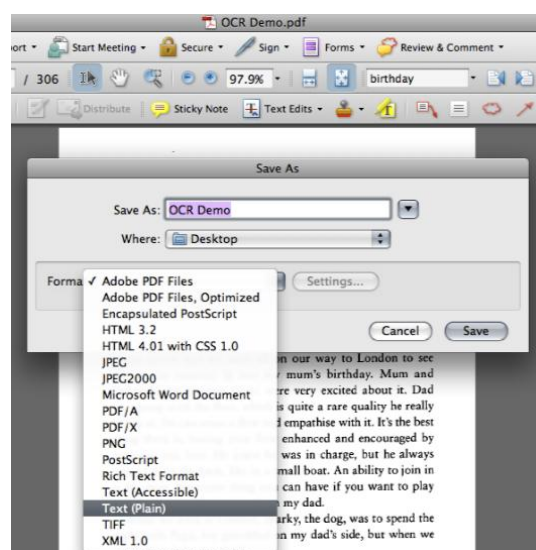 OCR Demo.pdf
ort Start Meeting Secure Sign Forms Review & Comment
/ 306 97.9% birthday
Distribute Sticky Note Text Edits
Save As
Save As: OCR Demo
Where: Desktop
Forma ✓ Adobe PDF Files Settings...
Adobe PDF Files, Optimized
Encapsulated PostScript
HTML 3.2
HTML 4.01 with CSS 1.0 Cancel Save
JPEG n our way to London to see
JPEG2000 mum's birthday. Mum and
Microsoft Word Document re very excited about it. Dad
PDF/A is quite a rare quality he really
PDF/X empathise with it. It's the best
PNG enhanced and encouraged by
PostScript was in charge, but he always
Rich Text Format mall boat. An ability to join in
Text (Accessible) can have if you want to play
Text (Plain) my dad.
TIFF arky, the dog, was to spend the
XML 1.0 n my dad's side, but when we